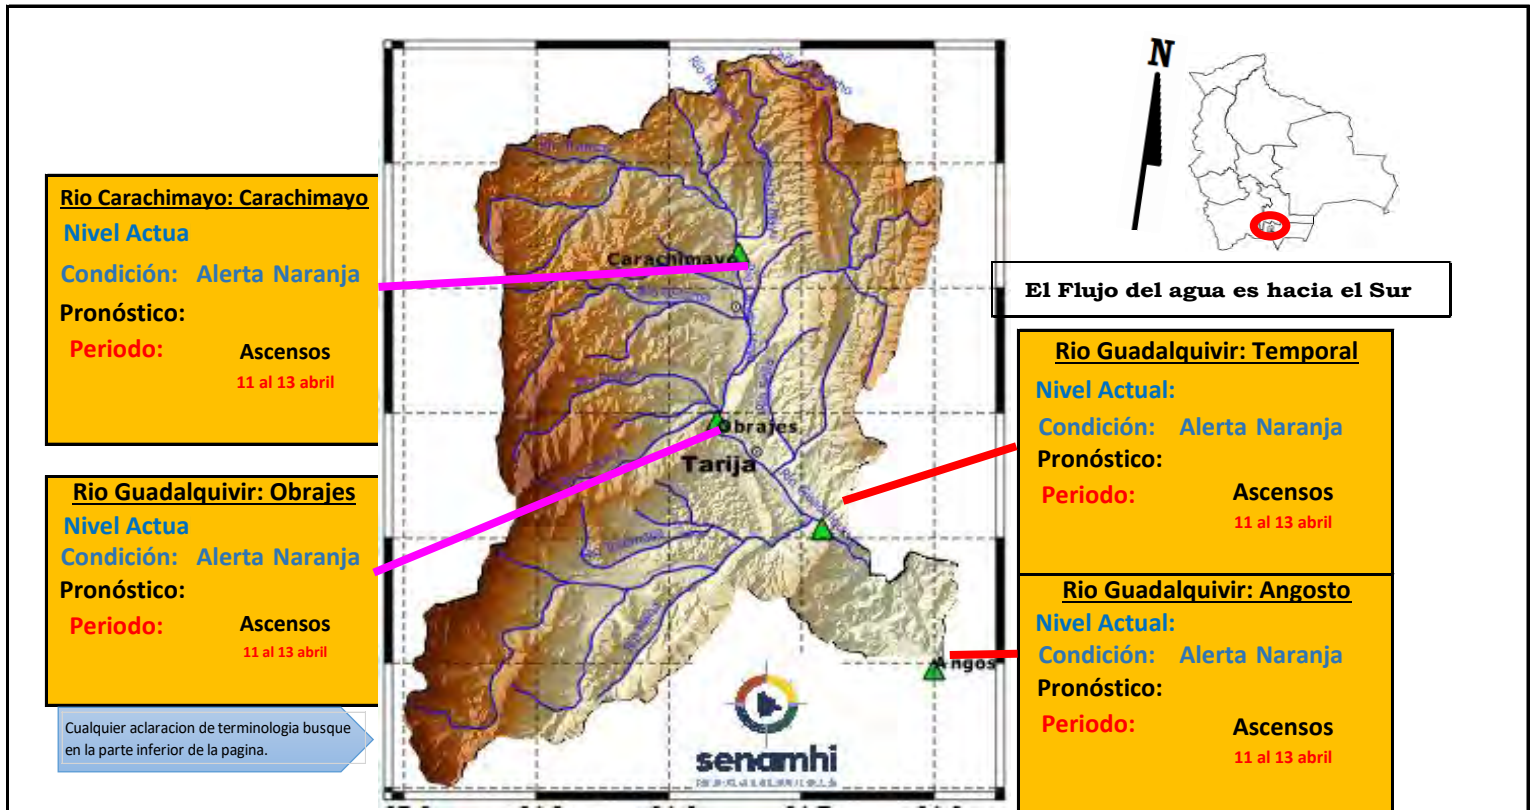 N
Rio Carachimayo: Carachimayo
Nivel Actua
Condición: Alerta Naranja
Pronóstico:
Periodo: Ascensos
11 al 13 abril
Rio Guadalquivir: Obrajes
Nivel Actua
Condición: Alerta Naranja
Pronóstico:
Periodo: Ascensos
11 al 13 abril
Cualquier aclaracion de terminologia busque
en la parte inferior de la pagina.
Carachimayo
Obrajes
Tarija
Angos
senamhi
El Flujo del agua es hacia el Sur
Rio Guadalquivir: Temporal
Nivel Actual:
Condición: Alerta Naranja
Pronóstico:
Periodo: Ascensos
11 al 13 abril
Rio Guadalquivir: Angosto
Nivel Actual:
Condición: Alerta Naranja
Pronóstico:
Periodo: Ascensos
11 al 13 abril